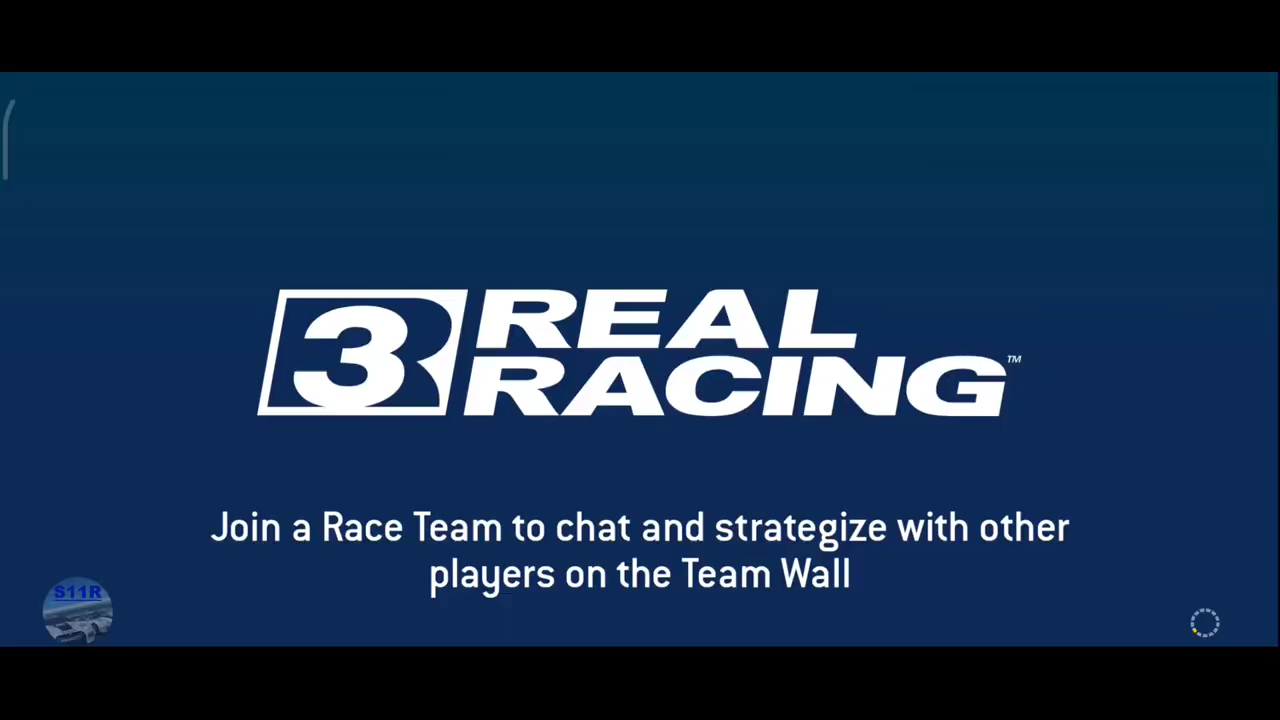 3 REAL
RACING™
Join a Race Team to chat and strategize with other
players on the Team Wall
S11R